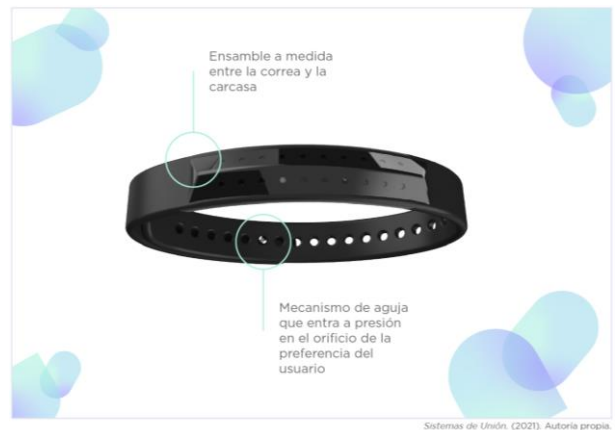 Ensamble a medida
entre la correa y la
carcasa
Mecanismo de aguja
que entra a presión
en el orificio de la
preferencia del
usuario
Sistemas de Unión. (2021). Autoría propia.